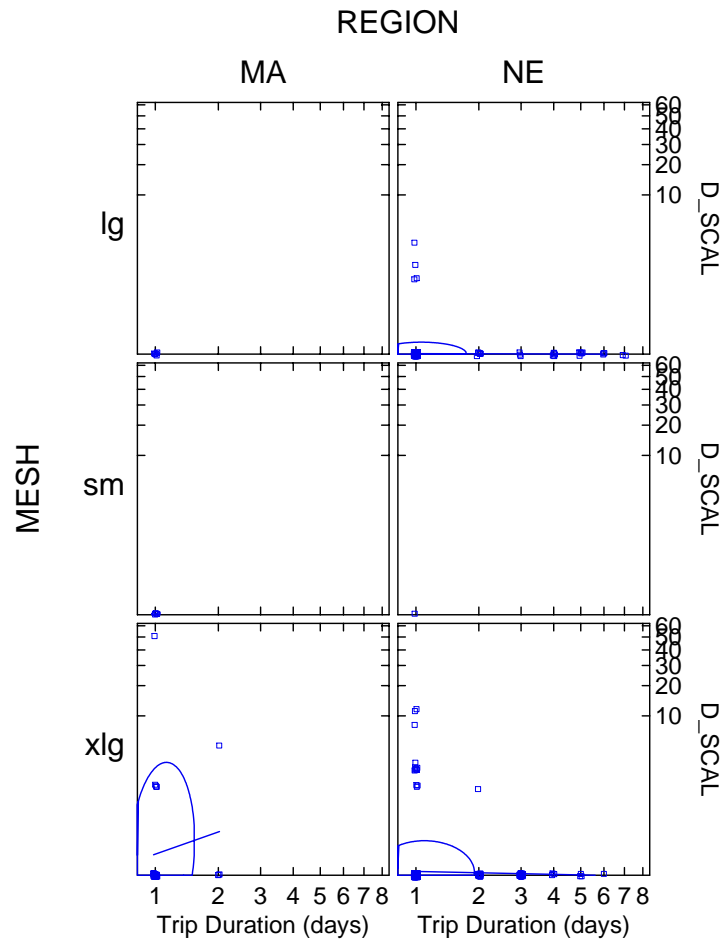 REGION
MA NE
MESH
lg
60
50
40
30
20
10
D_SCAL
sm
60
50
40
30
20
10
D_SCAL
xlg
60
50
40
30
20
10
D_SCAL
1 2 3 4 5 6 7 8 1 2 3 4 5 6 7 8
Trip Duration (days) Trip Duration (days)